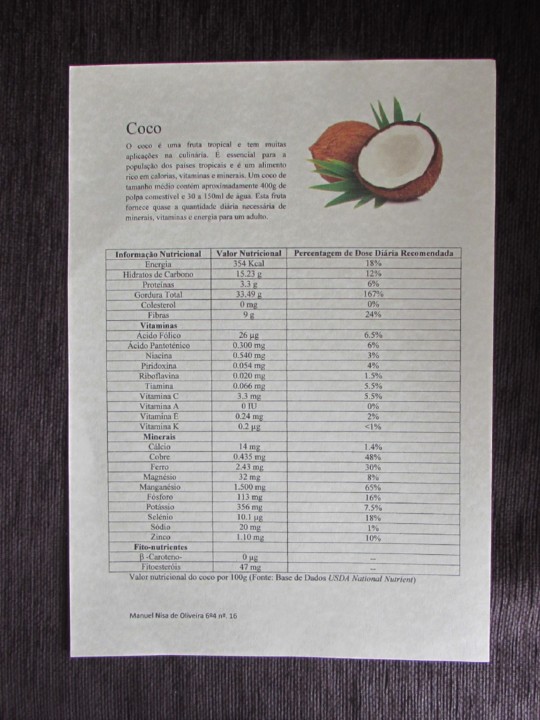 Coco
O coco é uma fruta tropical e tem muitas
aplicações na culinária. É essencial para a
população dos países tropicais e é um alimento
rico em calorias, vitaminas e minerais. Um coco de
tamanho médio contém aproximadamente 400g de
polpa comestível e 30 a 150ml de água. Esta fruta
fornece quase a quantidade diária necessária de
minerais, vitaminas e energia para um adulto.
Informação Nutricional Valor Nutricional Percentagem de Dose Diária Recomendada
Energia 354 Kcal 18%
Hidratos de Carbono 15.23 g 12%
Proteínas 3.3 g 6%
Gordura Total 33.49 g 167%
Colesterol 0 mg 0%
Fibras 9 g 24%
Vitaminas
Ácido Fólico 26 µg 6.5%
Ácido Pantoténico 0.300 mg 6%
Niacina 0.540 mg 3%
Piridoxina 0.054 mg 4%
Riboflavina 0.020 mg 1.5%
Tiamina 0.066 mg 5.5%
Vitamina C 3.3 mg 5.5%
Vitamina A 0 IU 0%
Vitamina E 0.24 mg 2%
Vitamina K 0.2 µg <1%
Minerais
Cálcio 14 mg 1.4%
Cobre 0.435 mg 48%
Ferro 2.43 mg 30%
Magnésio 32 mg 8%
Manganésio 1.500 mg 65%
Fósforo 113 mg 16%
Potássio 356 mg 7.5%
Selénio 10.1 µg 18%
Sódio 20 mg 1%
Zinco 1.10 mg 10%
Fito-nutrientes
β -Caroteno- 0 µg --
Fitoesteróis 47 mg --
Valor nutricional do coco por 100g (Fonte: Base de Dados USDA National Nutrient)
Manuel Nisa de Oliveira 6º4 nº. 16